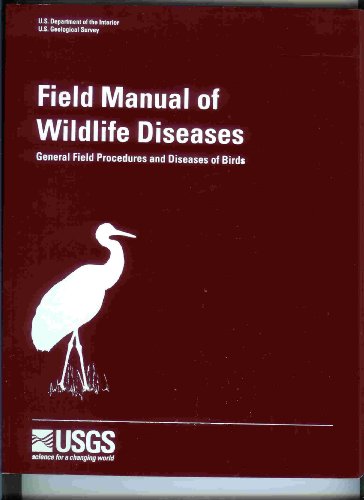 U.S. Department of the Interior
U.S. Geological Survey
Field Manual of
Wildlife Diseases
General Field Procedures and Diseases of Birds
USGS
science for a changing world